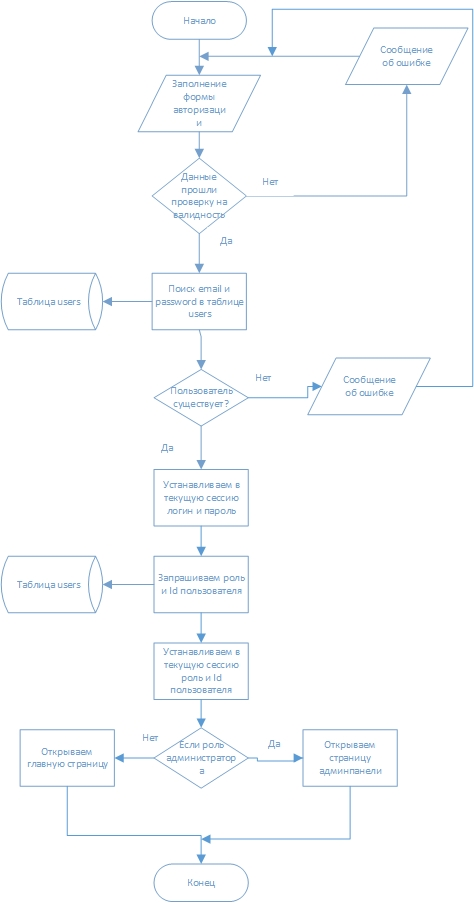 Начало
Сообщение
об ошибке
Заполнение
формы
авторизаци
и
Данные
прошли
проверку на
валидность
Нет
Да
Таблица users
Поиск email и
password в таблице
users
Пользователь
существует?
Нет
Сообщение
об ошибке
Да
Устанавливаем в
текущую сессию
логин и пароль
Таблица users
Запрашиваем роль
и Id пользователя
Устанавливаем в
текущую сессию
роль и Id
пользователя
Нет
Если роль
администратор
а
Да
Открываем
главную страницу
Открываем
страницу
админпанели
Конец